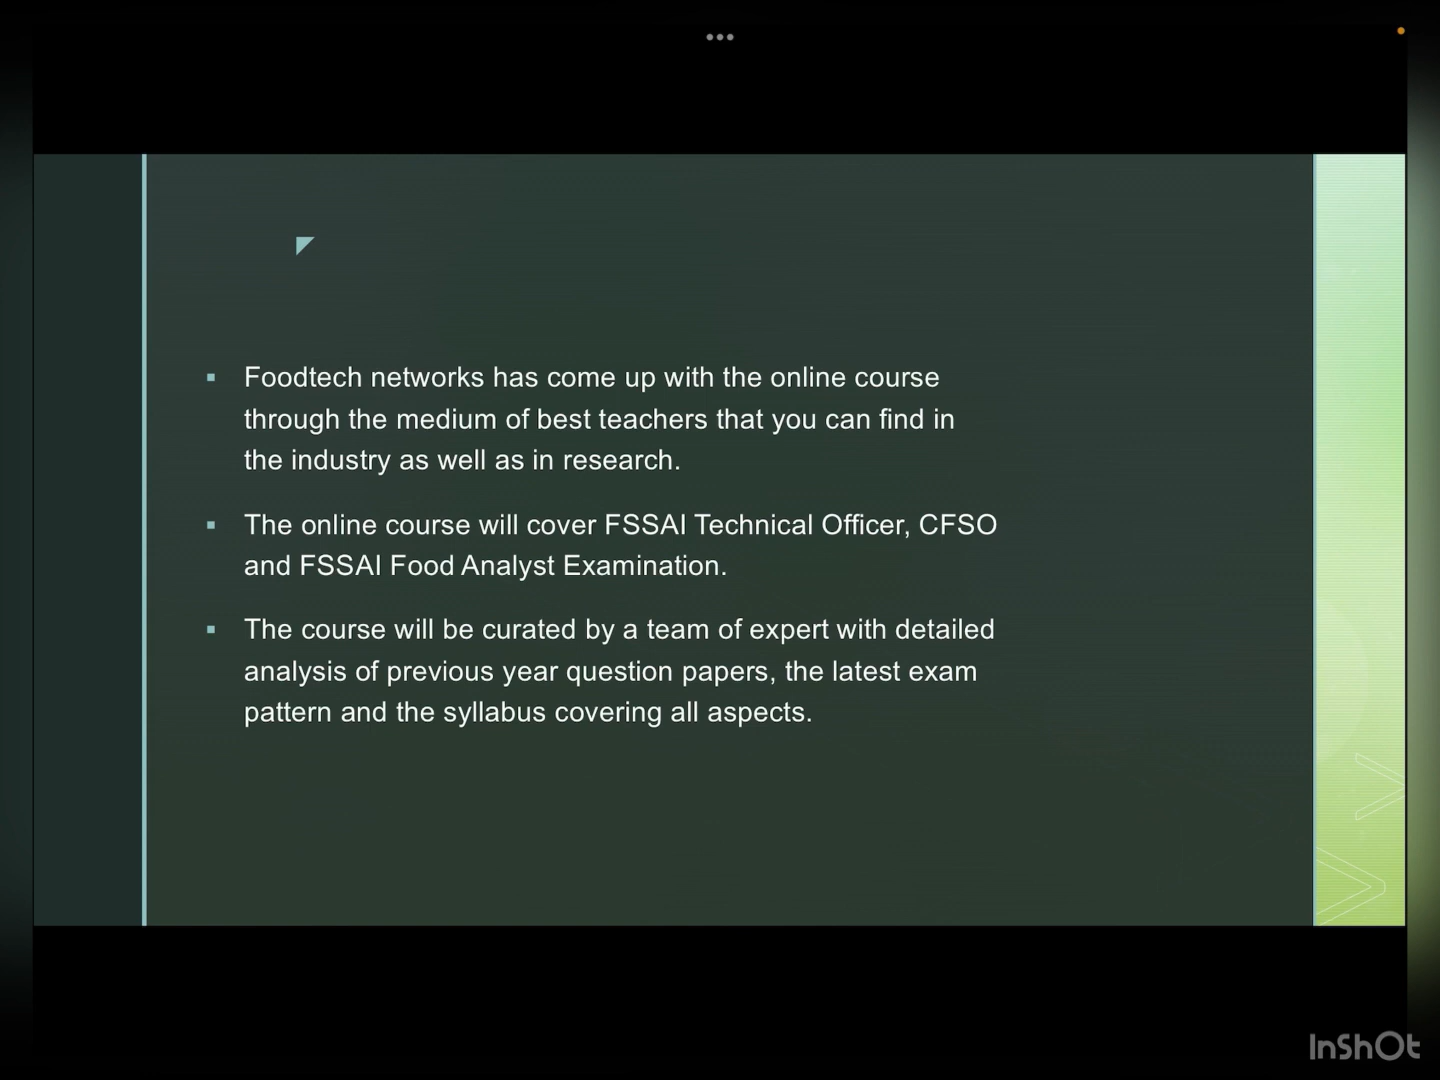 Foodtech networks has come up with the online course
through the medium of best teachers that you can find in
the industry as well as in research.
The online course will cover FSSAI Technical Officer, CFSO
and FSSAI Food Analyst Examination.
The course will be curated by a team of expert with detailed
analysis of previous year question papers, the latest exam
pattern and the syllabus covering all aspects.
InShOt